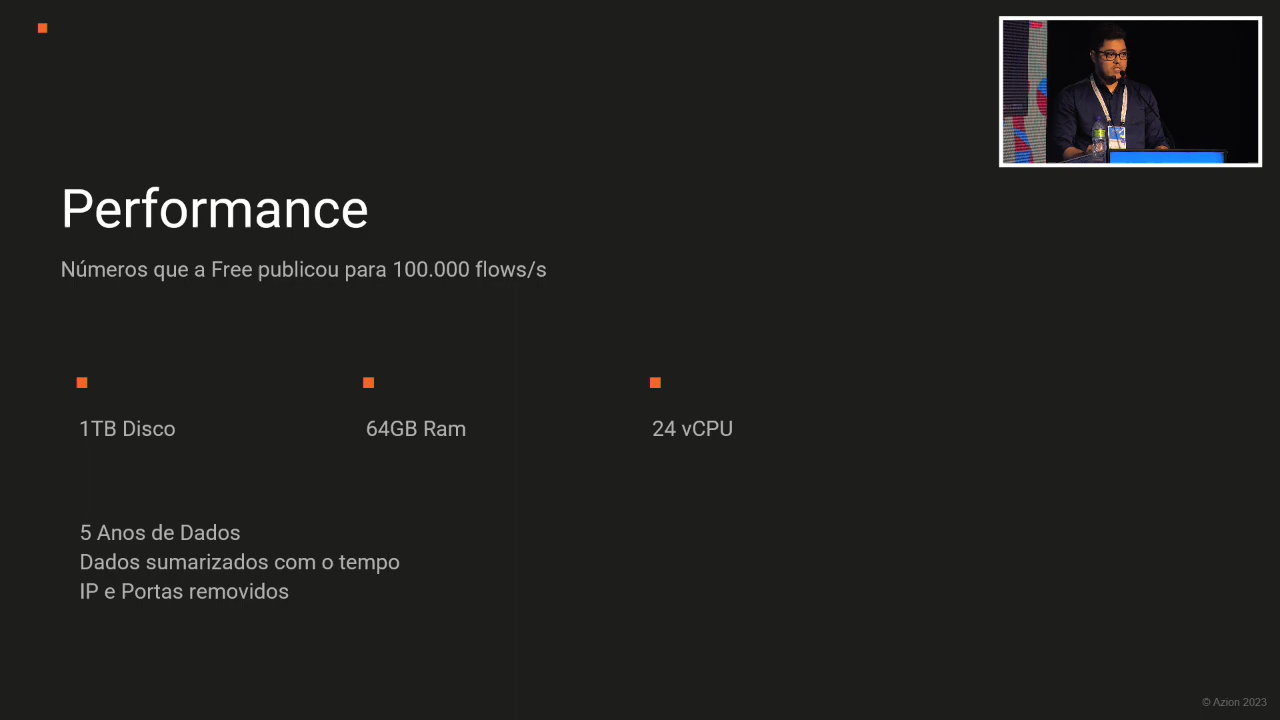 Performance
Números que a Free publicou para 100.000 flows/s
1TB Disco
64GB Ram
24 vCPU
5 Anos de Dados
Dados sumarizados com o tempo
IP e Portas removidos
© Azion 2023